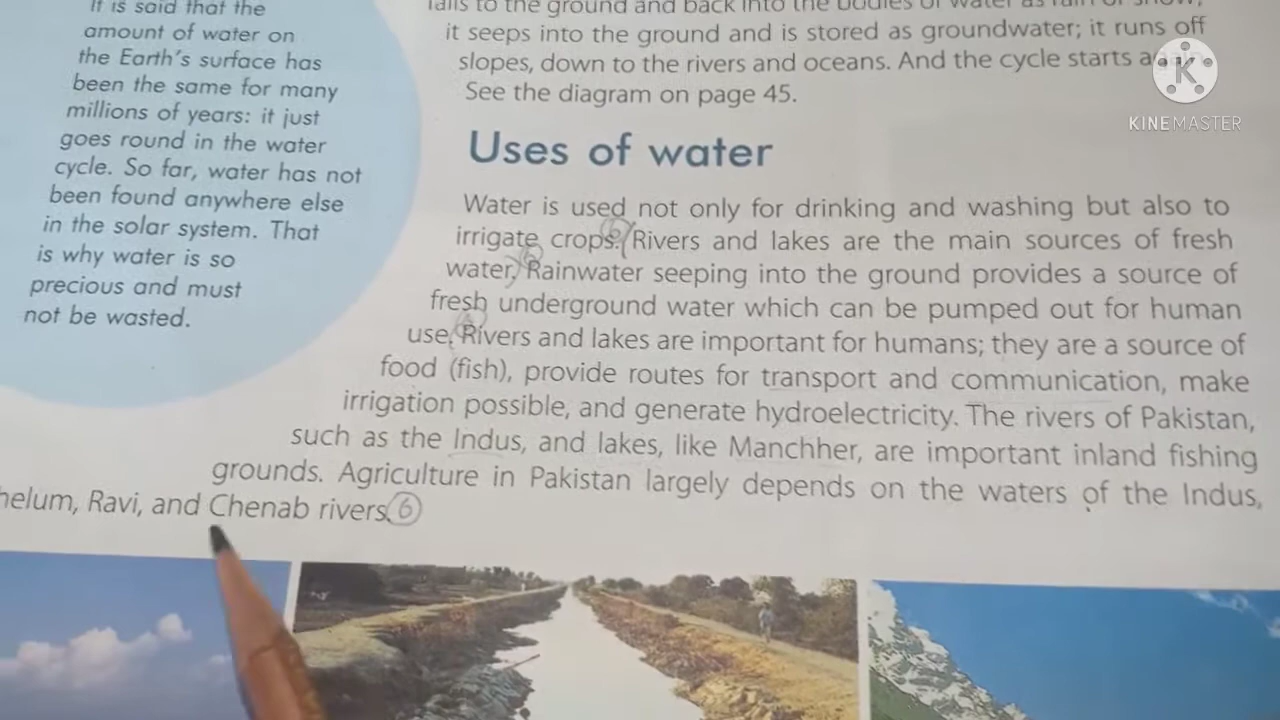 It is said that the
amount of water on
the Earth's surface has
been the same for many
millions of years: it just
goes round in the water
cycle. So far, water has not
been found anywhere else
in the solar system. That
is why water is so
precious and must
not be wasted.
falls to the ground and back into the bodies of water as rain or snow;
it seeps into the ground and is stored as groundwater; it runs off
slopes, down to the rivers and oceans. And the cycle starts again.
See the diagram on page 45.
Uses of water
Water is used not only for drinking and washing but also to
irrigate crops. Rivers and lakes are the main sources of fresh
water. Rainwater seeping into the ground provides a source of
fresh underground water which can be pumped out for human
use. Rivers and lakes are important for humans; they are a source of
food (fish), provide routes for transport and communication, make
irrigation possible, and generate hydroelectricity. The rivers of Pakistan,
such as the Indus, and lakes, like Manchher, are important inland fishing
grounds. Agriculture in Pakistan largely depends on the waters of the Indus,
helum, Ravi, and Chenab rivers. 6
K
KINEMASTER